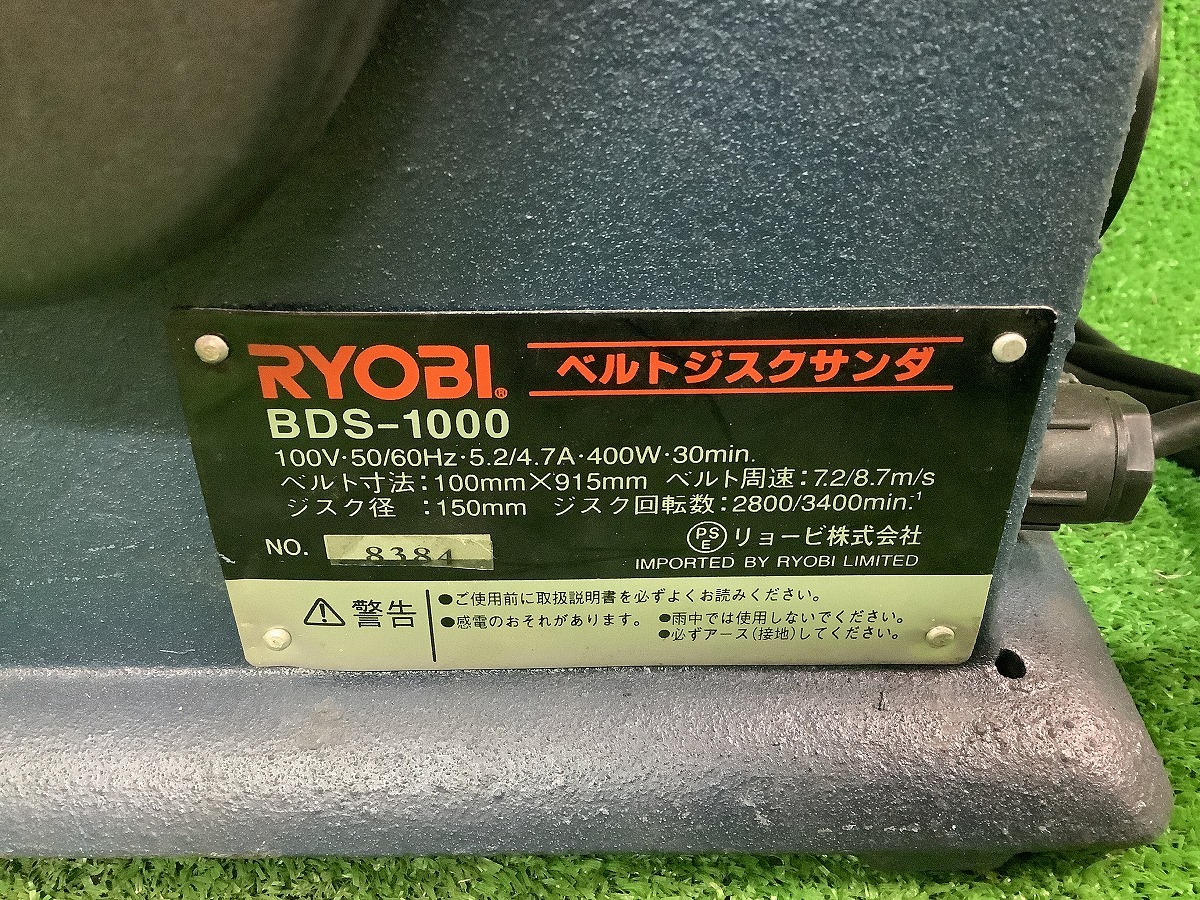 RYOBI® ベルトジスクサンダ
BDS-1000
100V·50/60Hz·5.2/4.7A·400W·30min.
ベルト寸法:100mm×915mm ベルト周速:7.2/8.7m/s
ジスク径 :150mm ジスク回転数:2800/3400min.-1
NO. 8384
PSE リョービ株式会社
IMPORTED BY RYOBI LIMITED
⚠警告
●ご使用前に取扱説明書を必ずよくお読みください。
●感電のおそれがあります。 ●雨中では使用しないでください。
●必ずアース(接地)してください。